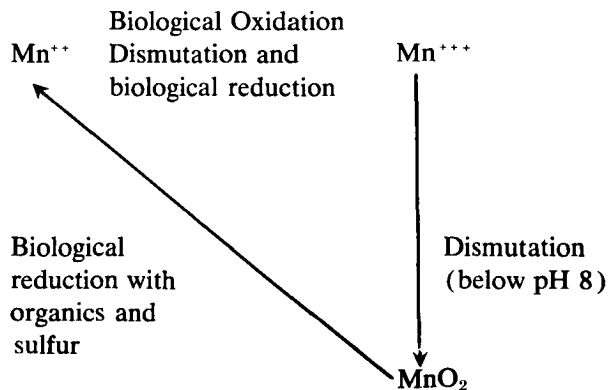 Biological Oxidation
Mn⁺⁺ Dismutation and Mn⁺⁺⁺
biological reduction
Biological
reduction with
organics and
sulfur
Dismutation
(below pH 8)
MnO₂